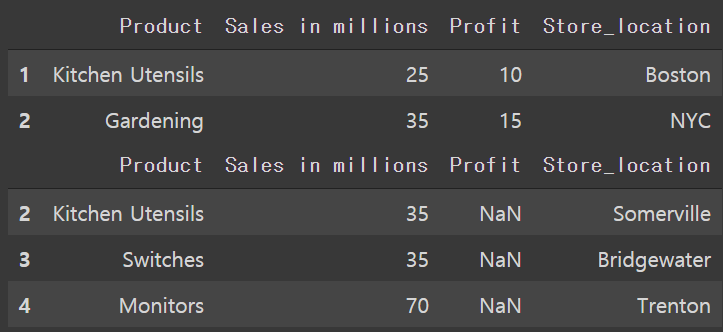 Product Sales in millions Profit Store_location
1 Kitchen Utensils 25 10 Boston
2 Gardening 35 15 NYC
Product Sales in millions Profit Store_location
2 Kitchen Utensils 35 NaN Somerville
3 Switches 35 NaN Bridgewater
4 Monitors 70 NaN Trenton